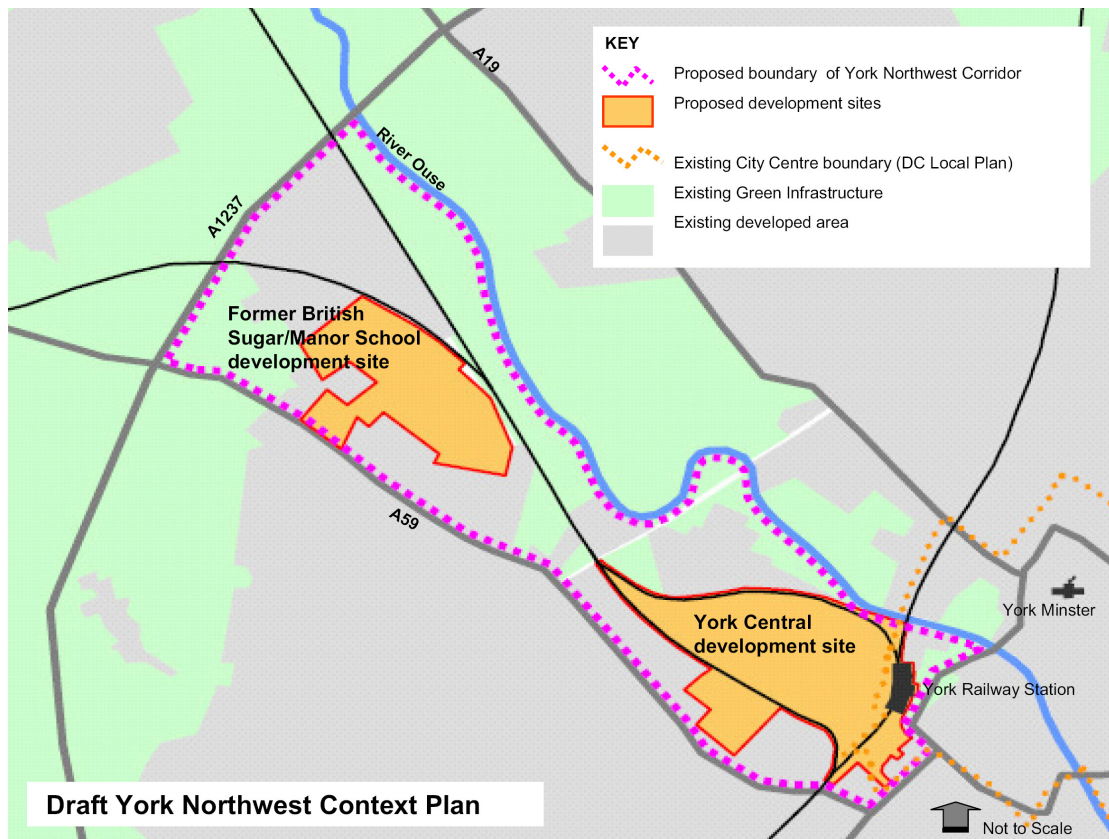 KEY
Proposed boundary of York Northwest Corridor
Proposed development sites
Existing City Centre boundary (DC Local Plan)
Existing Green Infrastructure
Existing developed area
A19
River Ouse
A1237
Former British
Sugar/Manor School
development site
A59
York Central
development site
York Minster
York Railway Station
Draft York Northwest Context Plan
Not to Scale